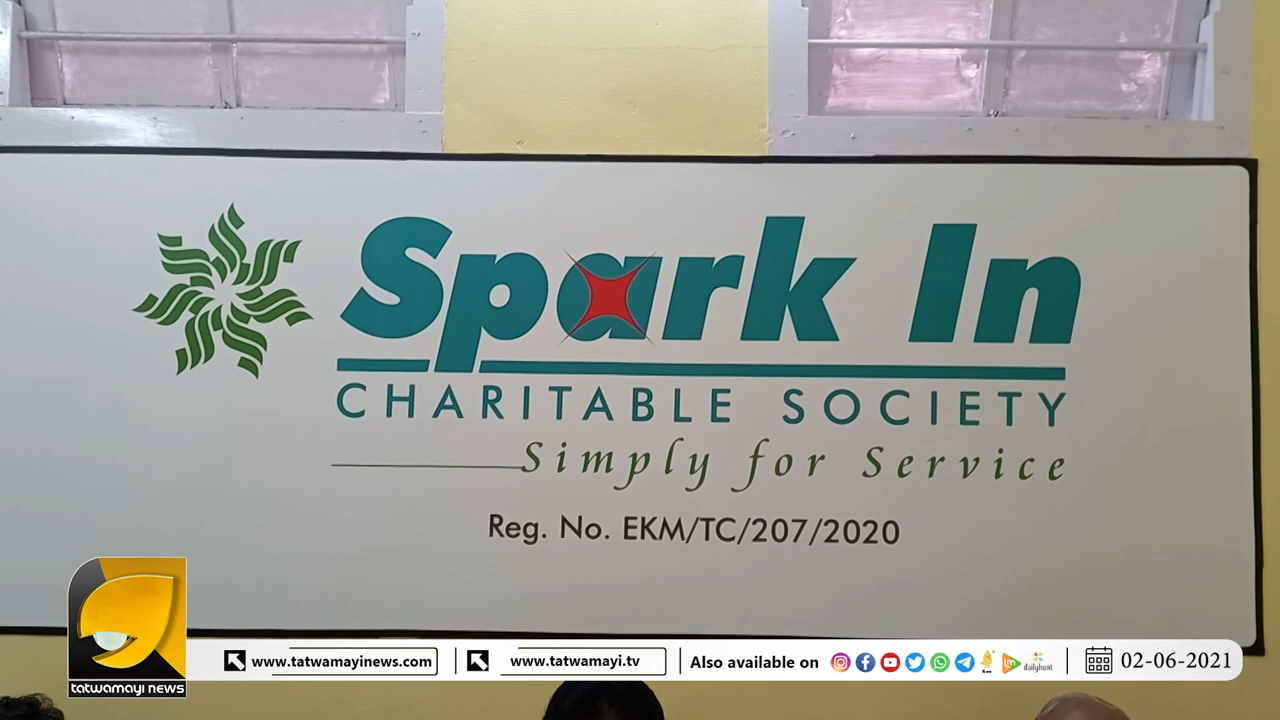 Spark In
CHARITABLE SOCIETY
Simply for Service
Reg. No. EKM/TC/207/2020
tatwamayi news
www.tatwamayinews.com
www.tatwamayi.tv
Also available on
dailyhunt
02-06-2021